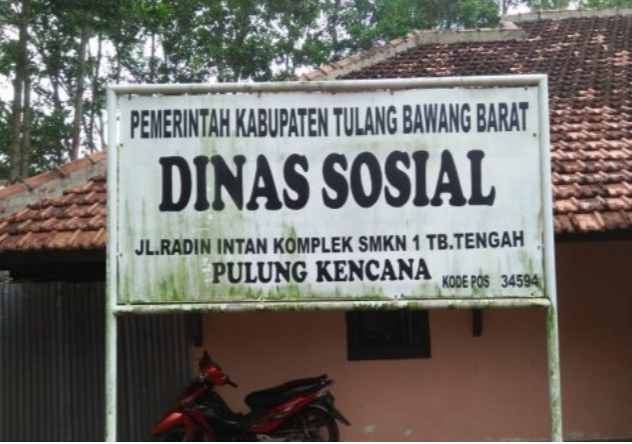 PEMERINTAH KABUPATEN TULANG BAWANG BARAT
DINAS SOSIAL
JL.RADIN INTAN KOMPLEK SMKN 1 TB.TENGAH
PULUNG KENCANA
KODE POS 34594